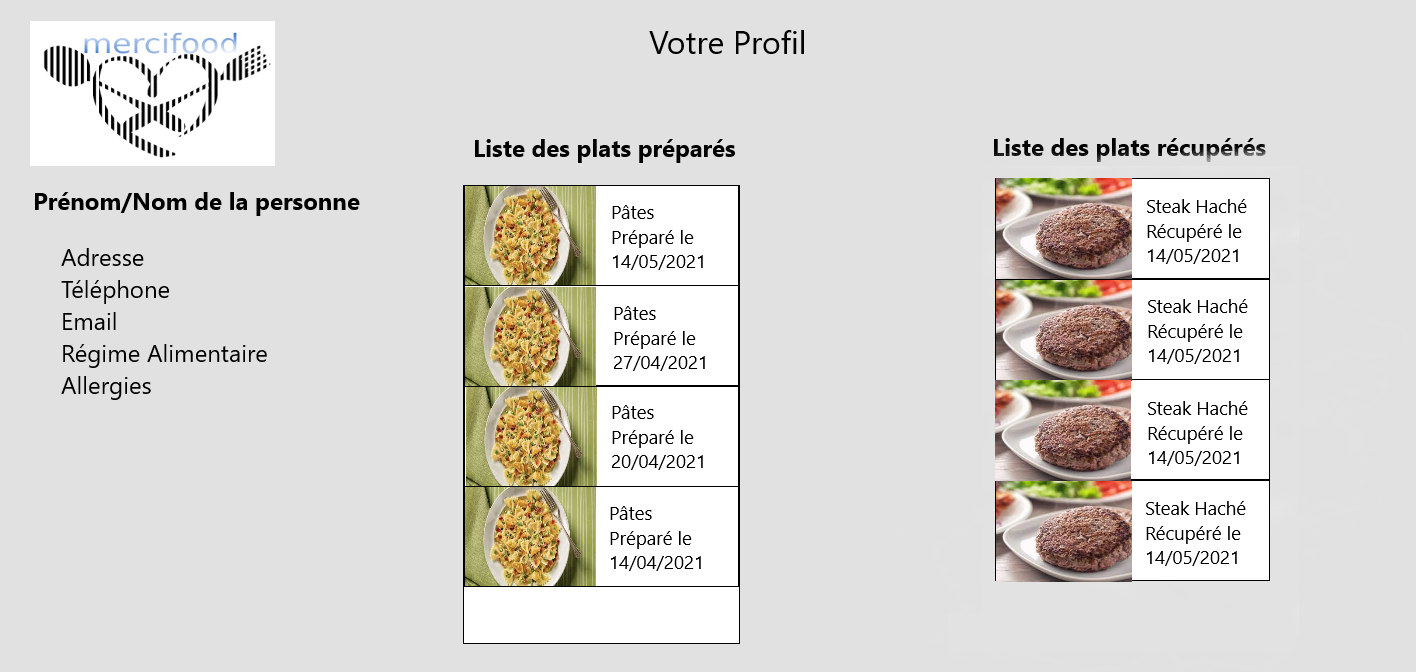 mercifood
Votre Profil
Prénom/Nom de la personne
Adresse
Téléphone
Email
Régime Alimentaire
Allergies
Liste des plats préparés
Pâtes
Préparé le
14/05/2021
Pâtes
Préparé le
27/04/2021
Pâtes
Préparé le
20/04/2021
Pâtes
Préparé le
14/04/2021
Liste des plats récupérés
Steak Haché
Récupéré le
14/05/2021
Steak Haché
Récupéré le
14/05/2021
Steak Haché
Récupéré le
14/05/2021
Steak Haché
Récupéré le
14/05/2021